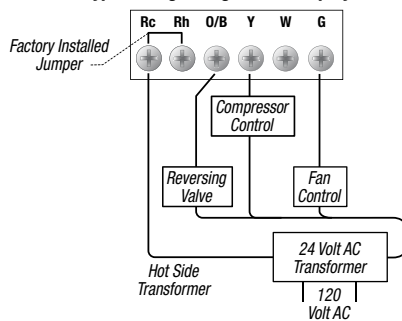 Rc Rh O/B Y W G
Factory Installed
Jumper
Compressor
Control
Reversing
Valve
Fan
Control
Hot Side
Transformer
24 Volt AC
Transformer
120
Volt AC